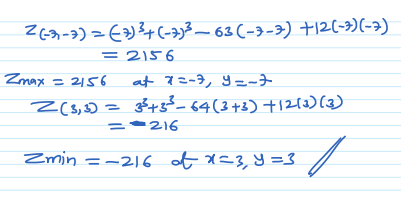 Z(-7,-7) = (-7)³+(-7)³-63(-7-7)+12(-7)(-7)
= 2156
Zmax = 2156 at x=-7, y=-7
Z(3,3) = 3³+3³-64(3+3)+12(3)(3)
= -216
Zmin = -216 at x=3, y=3